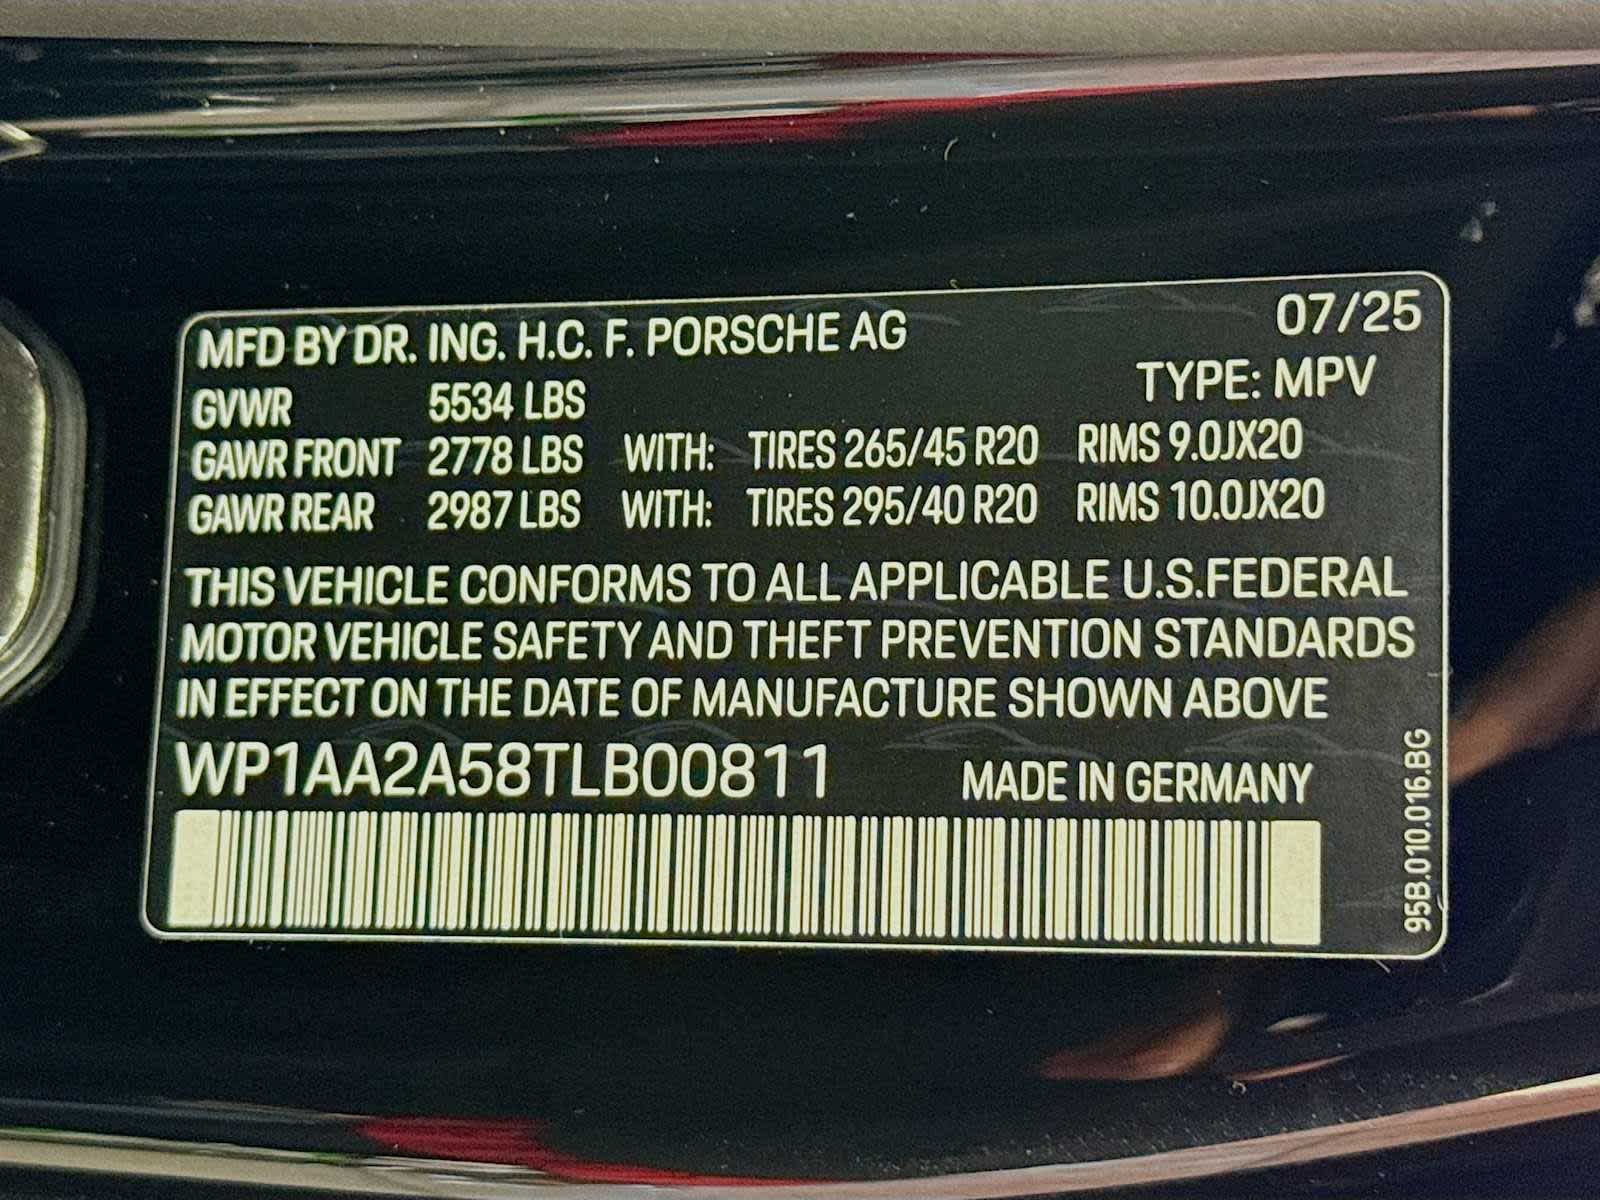 MFD BY DR. ING. H.C. F. PORSCHE AG 07/25
TYPE: MPV
GVWR 5534 LBS
GAWR FRONT 2778 LBS WITH: TIRES 265/45 R20 RIMS 9.0JX20
GAWR REAR 2987 LBS WITH: TIRES 295/40 R20 RIMS 10.0JX20
THIS VEHICLE CONFORMS TO ALL APPLICABLE U.S.FEDERAL
MOTOR VEHICLE SAFETY AND THEFT PREVENTION STANDARDS
IN EFFECT ON THE DATE OF MANUFACTURE SHOWN ABOVE
WP1AA2A58TLB00811 MADE IN GERMANY
95B.010.016.BG